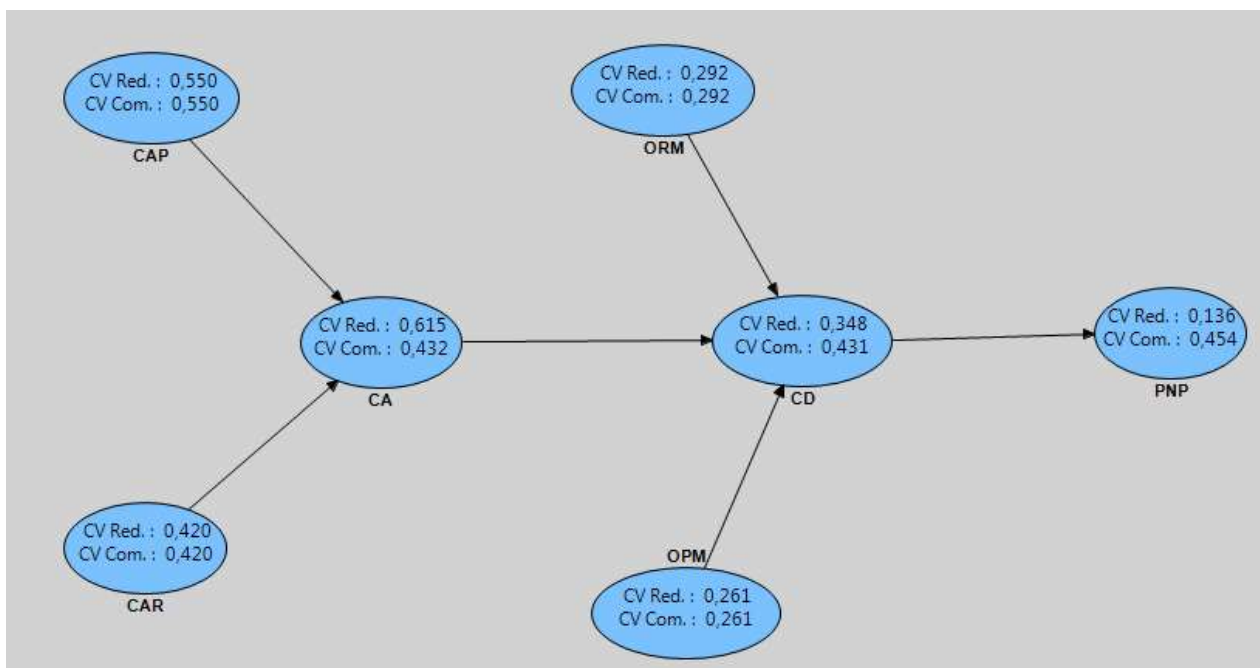 CV Red. : 0,550
CV Com. : 0,550
CAP
CV Red. : 0,292
CV Com. : 0,292
ORM
CV Red. : 0,615
CV Com. : 0,432
CA
CV Red. : 0,348
CV Com. : 0,431
CD
CV Red. : 0,136
CV Com. : 0,454
PNP
CV Red. : 0,420
CV Com. : 0,420
CAR
OPM
CV Red. : 0,261
CV Com. : 0,261